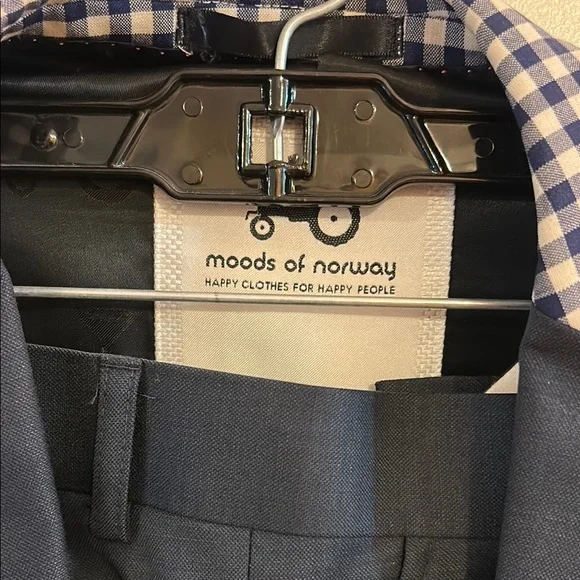 moods of norway
HAPPY CLOTHES FOR HAPPY PEOPLE